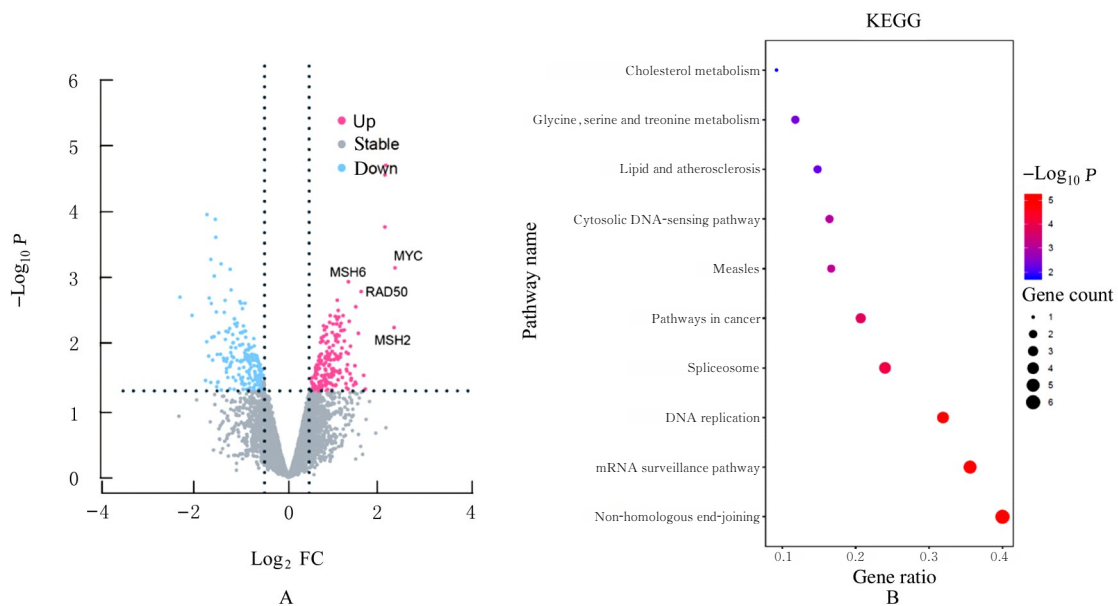 6
5
4
3
2
1
0
−Log10 P
Up
Stable
Down
MYC
MSH6
RAD50
MSH2
−4
−2
0
2
4
Log2 FC
A
KEGG
Cholesterol metabolism
Glycine, serine and treonine metabolism
Lipid and atherosclerosis
Cytosolic DNA-sensing pathway
Measles
Pathways in cancer
Spliceosome
DNA replication
mRNA surveillance pathway
Non-homologous end-joining
Pathway name
0.1
0.2
0.3
0.4
Gene ratio
B
−Log10 P
5
4
3
2
Gene count
1
2
3
4
5
6